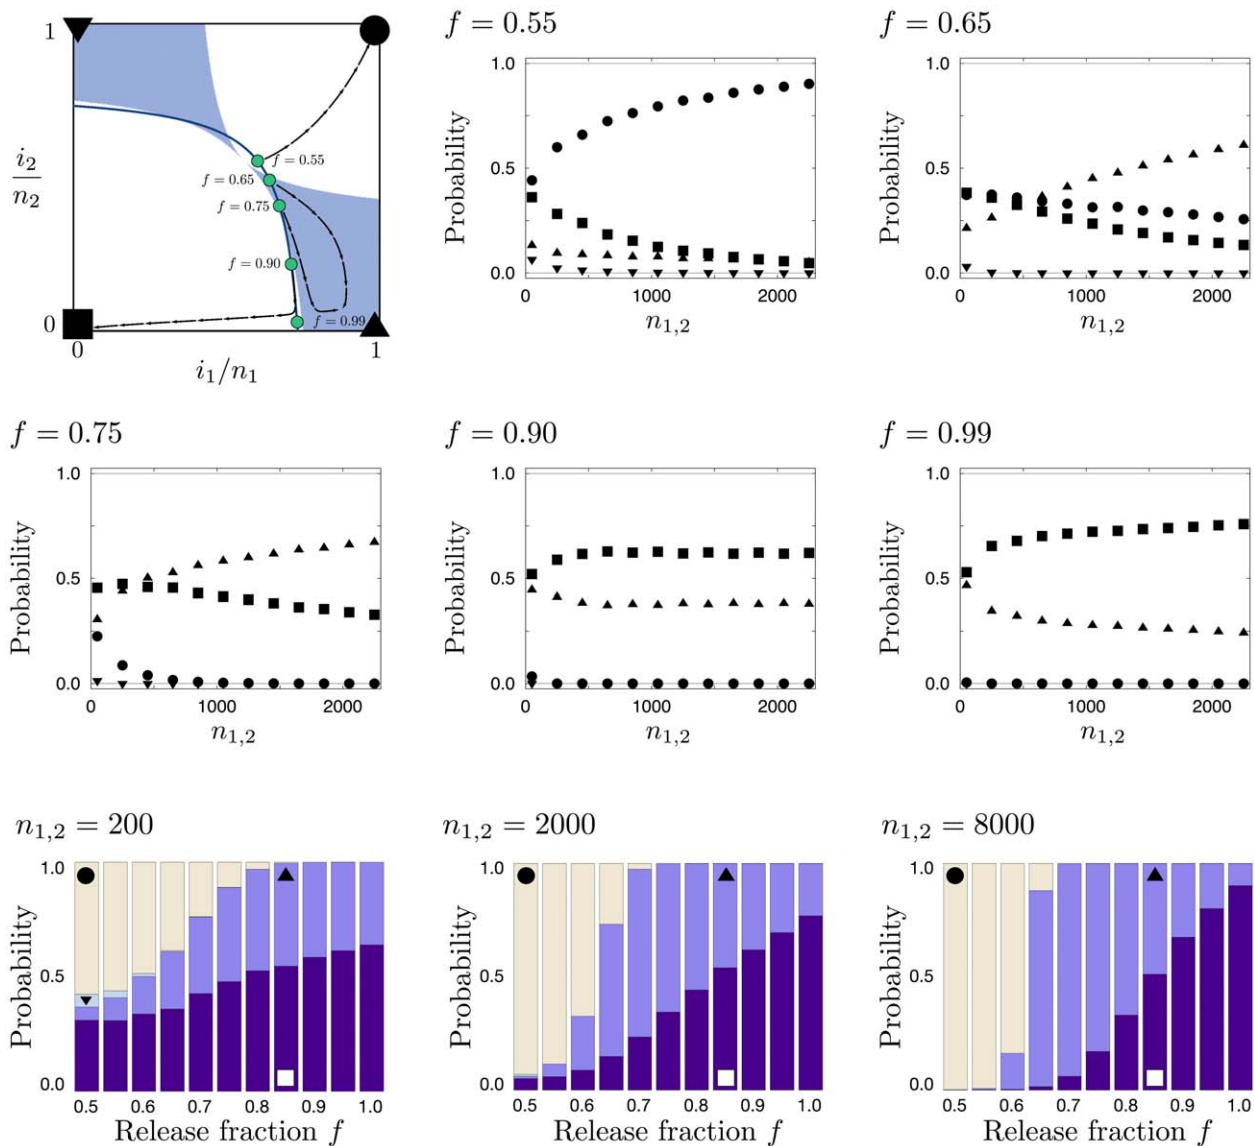 1
i₂
n₂
0
f = 0.55
f = 0.65
f = 0.75
f = 0.90
f = 0.99
0
1
i₁/n₁
f = 0.55
Probability
1.0
0.5
0.0
0
1000
2000
n₁,₂
f = 0.65
Probability
1.0
0.5
0.0
0
1000
2000
n₁,₂
f = 0.75
Probability
1.0
0.5
0.0
0
1000
2000
n₁,₂
f = 0.90
Probability
1.0
0.5
0.0
0
1000
2000
n₁,₂
f = 0.99
Probability
1.0
0.5
0.0
0
1000
2000
n₁,₂
n₁,₂ = 200
Probability
1.0
0.5
0.0
0.5 0.6 0.7 0.8 0.9 1.0
Release fraction f
n₁,₂ = 2000
Probability
1.0
0.5
0.0
0.5 0.6 0.7 0.8 0.9 1.0
Release fraction f
n₁,₂ = 8000
Probability
1.0
0.5
0.0
0.5 0.6 0.7 0.8 0.9 1.0
Release fraction f